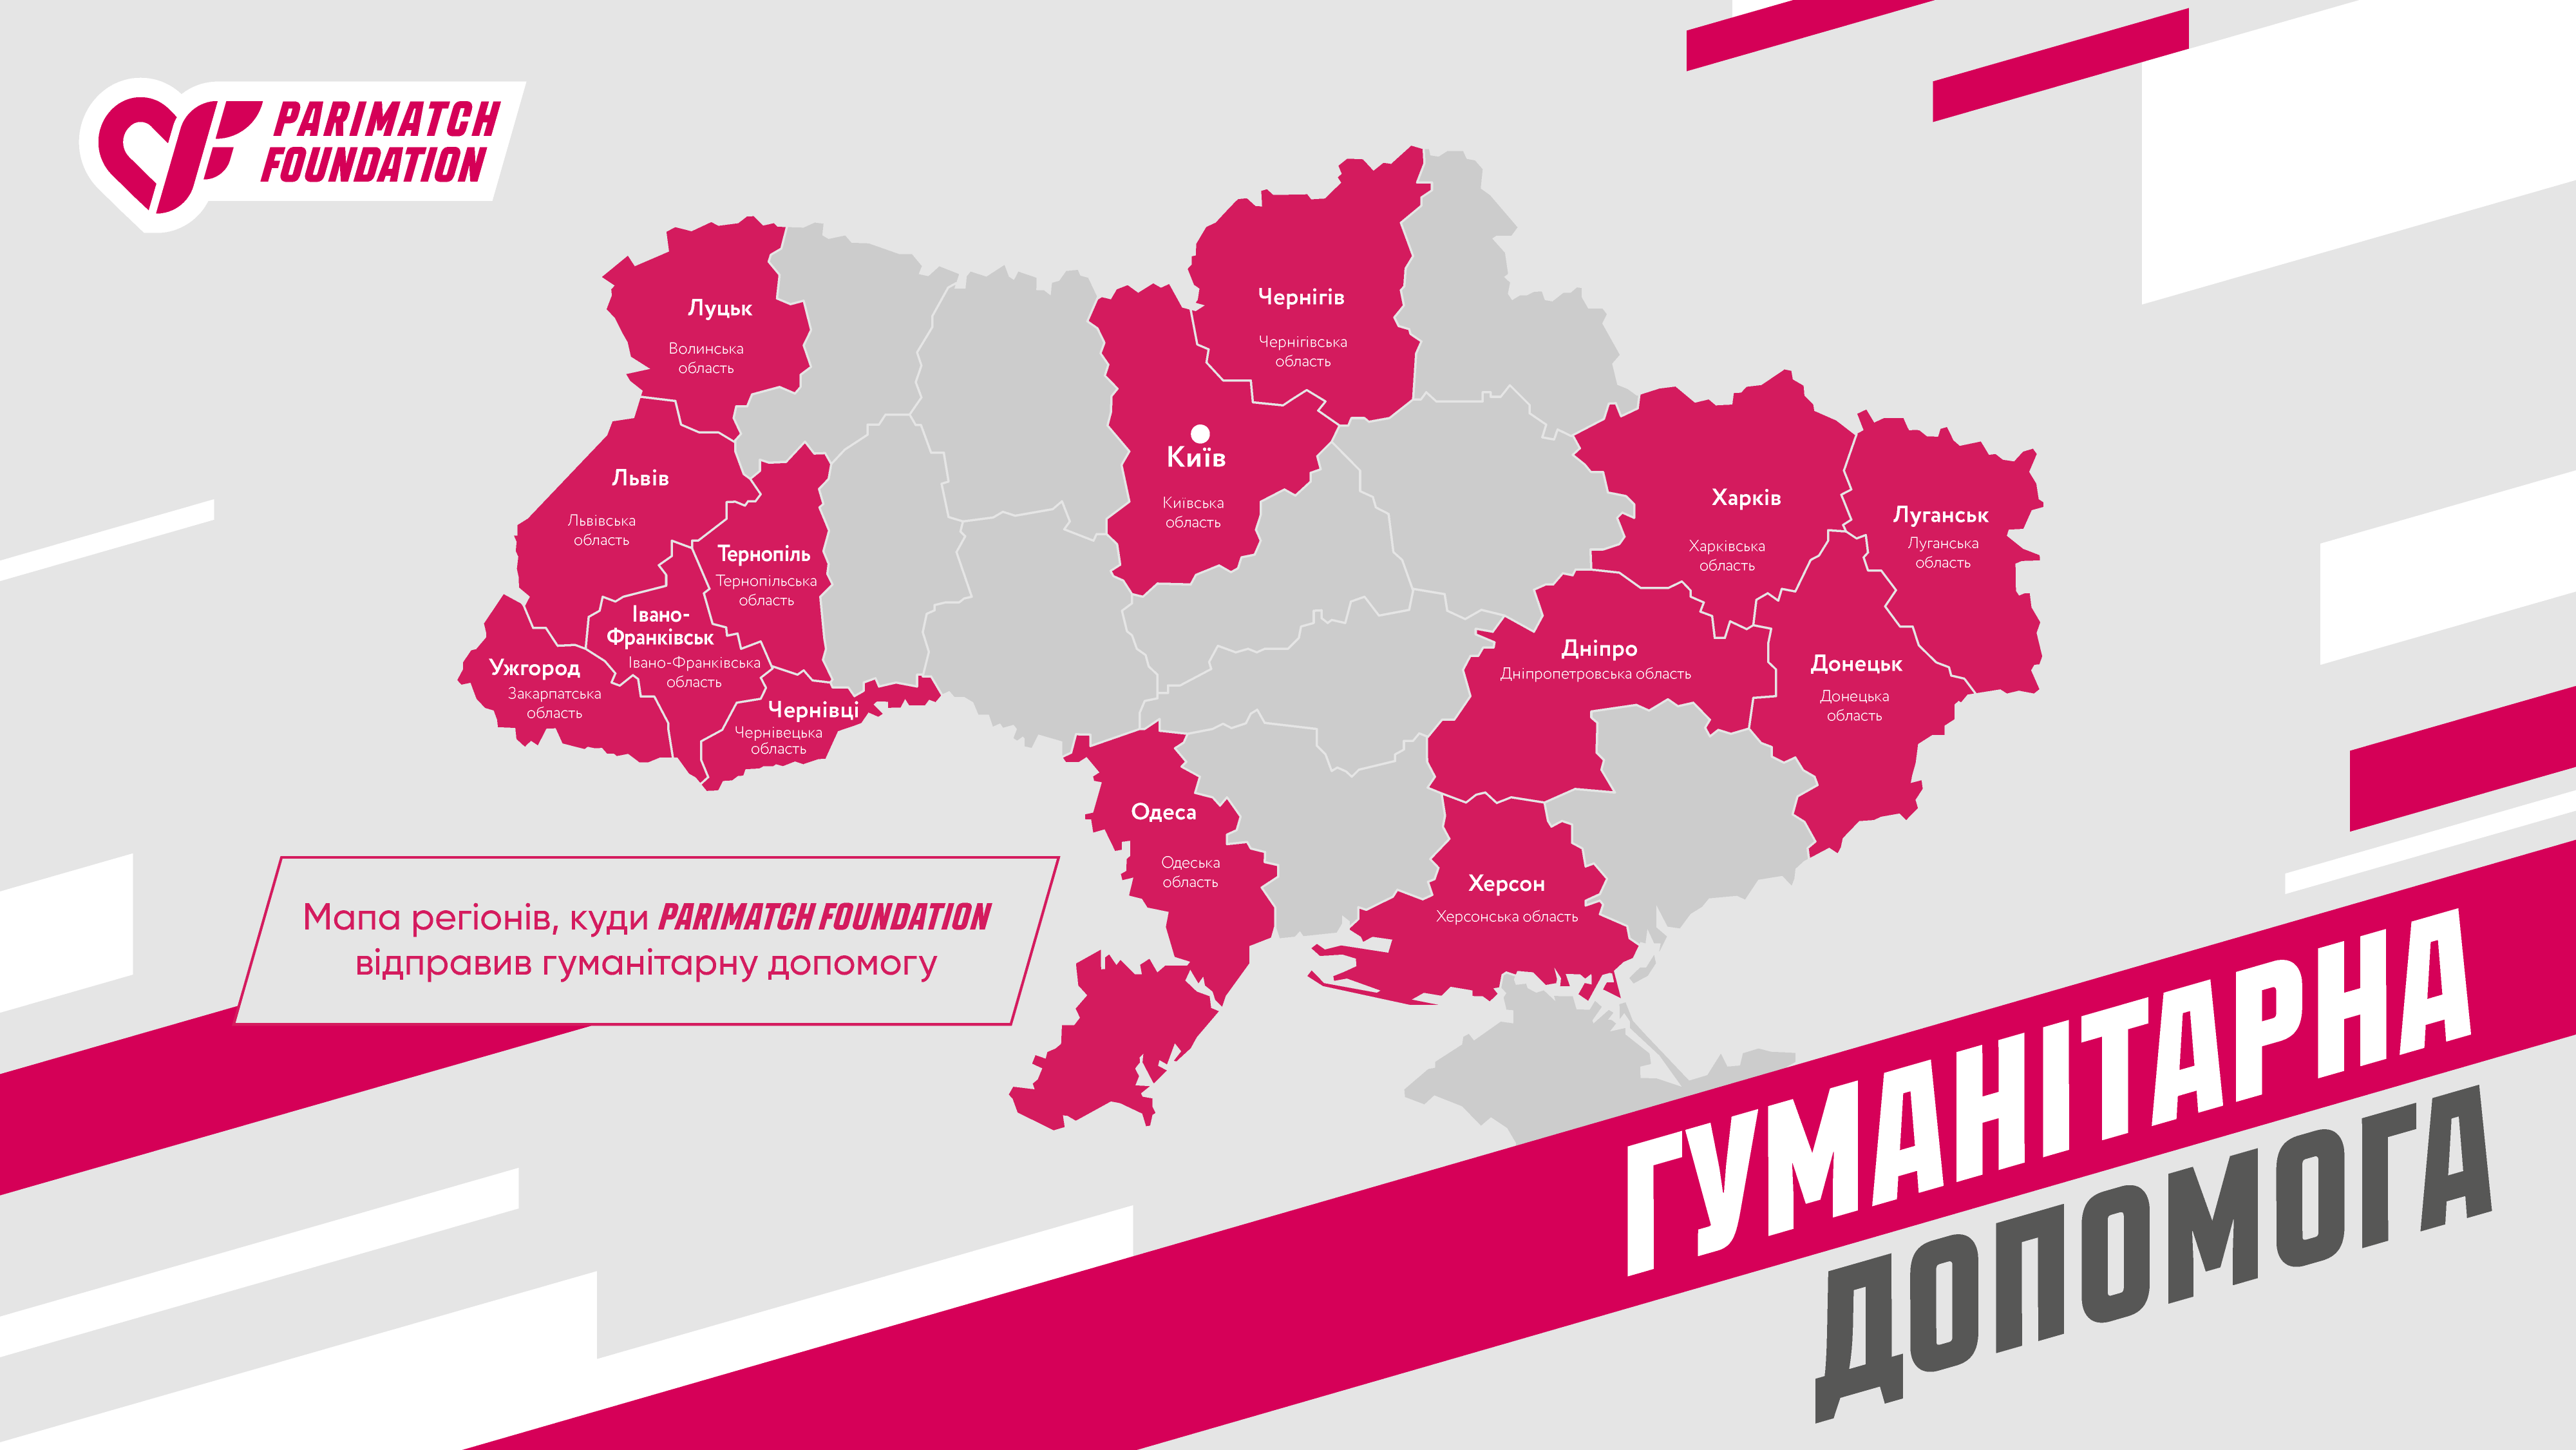 PARIMATCH
FOUNDATION
Луцьк
Волинська
область
Чернігів
Чернігівська
область
Київ
Київська
область
Львів
Львівська
область
Тернопіль
Тернопільська
область
Івано-
Франківськ
Івано-Франківська
область
Ужгород
Закарпатська
область
Чернівці
Чернівецька
область
Харків
Харківська
область
Луганськ
Луганська
область
Дніпро
Дніпропетровська область
Донецьк
Донецька
область
Одеса
Одеська
область
Херсон
Херсонська область
Мапа регіонів, куди PARIMATCH FOUNDATION
відправив гуманітарну допомогу
ГУМАНІТАРНА
ДОПОМОГА